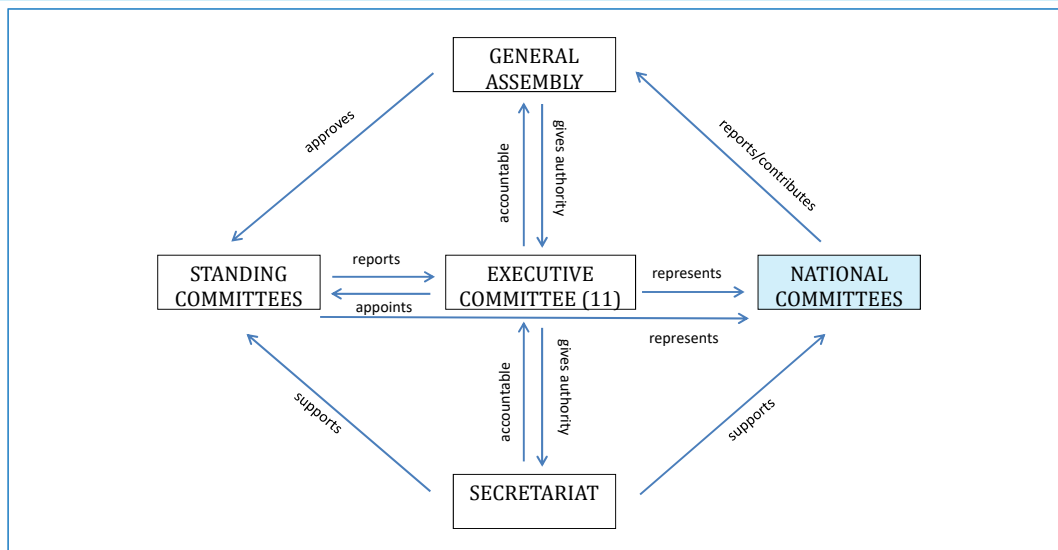 GENERAL
ASSEMBLY
approves
accountable
gives authority
reports/contributes
STANDING
COMMITTEES
reports
appoints
EXECUTIVE
COMMITTEE (11)
represents
represents
NATIONAL
COMMITTEES
supports
accountable
gives authority
supports
SECRETARIAT